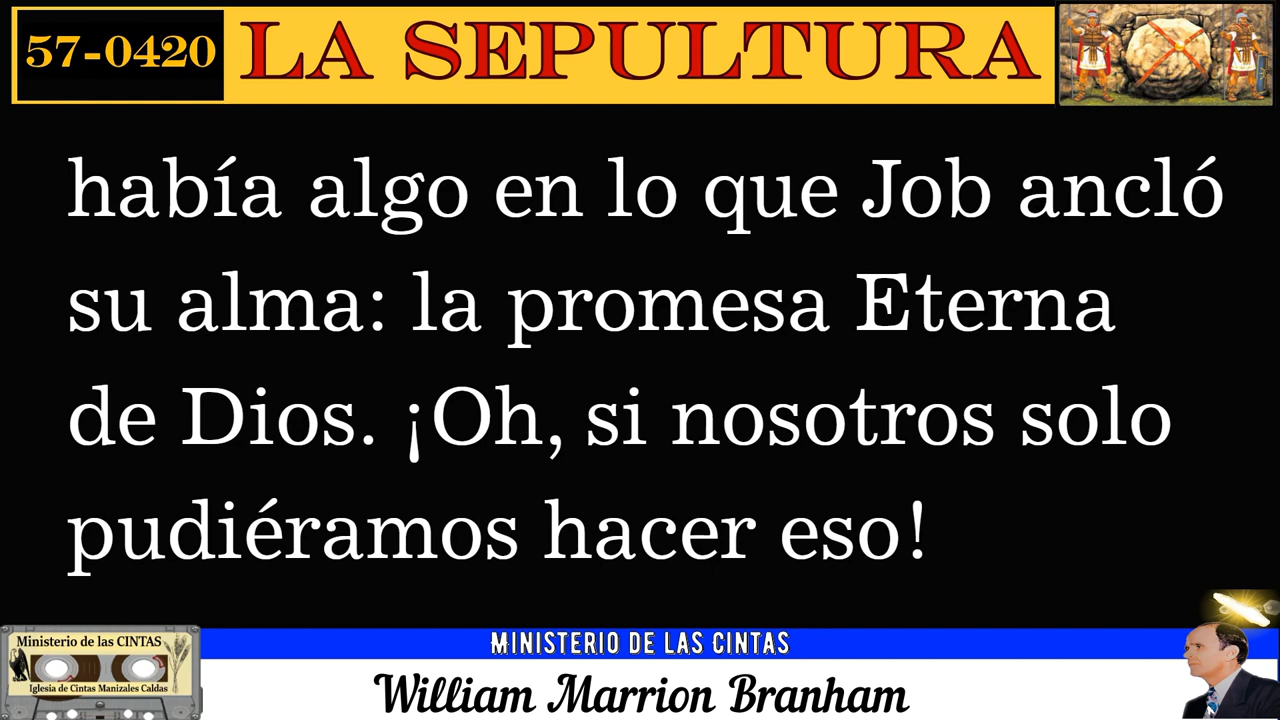 57-0420
LA SEPULTURA
había algo en lo que Job ancló
su alma: la promesa Eterna
de Dios. ¡Oh, si nosotros solo
pudiéramos hacer eso!
Ministerio de las CINTAS
Iglesia de Cintas Manizales Caldas
MINISTERIO DE LAS CINTAS
William Marrion Branham